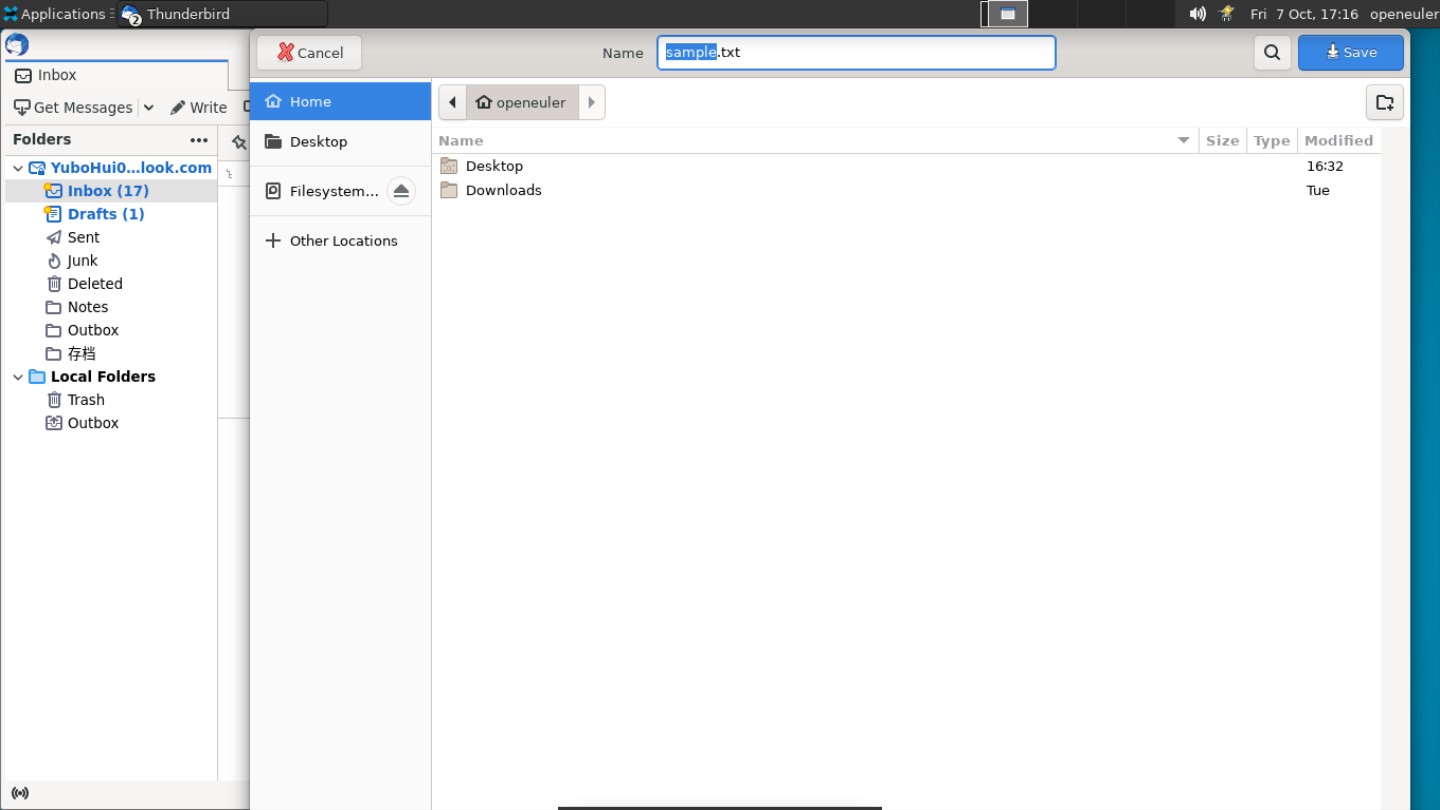 Applications
Thunderbird
Fri 7 Oct, 17:16
openeuler
Cancel
Name
sample.txt
Save
Inbox
Get Messages
Write
Folders
YuboHui0...look.com
Inbox (17)
Drafts (1)
Sent
Junk
Deleted
Notes
Outbox
存档
Local Folders
Trash
Outbox
Home
Desktop
Filesystem...
Other Locations
openeuler
Name Size Type Modified
Desktop 16:32
Downloads Tue